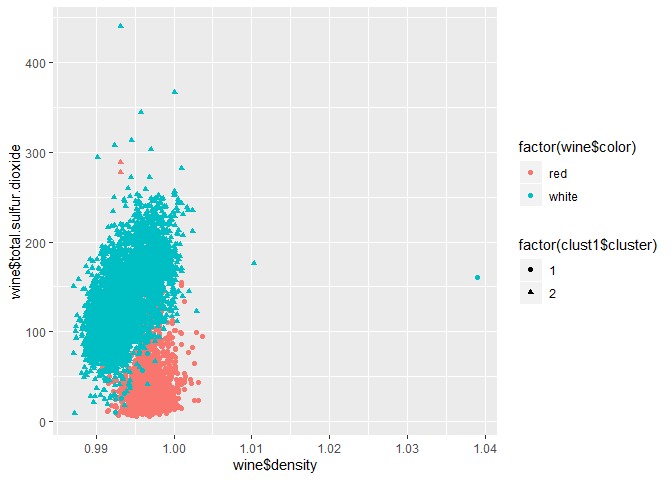 400
300
200
100
0
wine$total.sulfur.dioxide
0.99
1.00
1.01
1.02
1.03
1.04
wine$density
factor(wine$color)
red
white
factor(clust1$cluster)
1
2